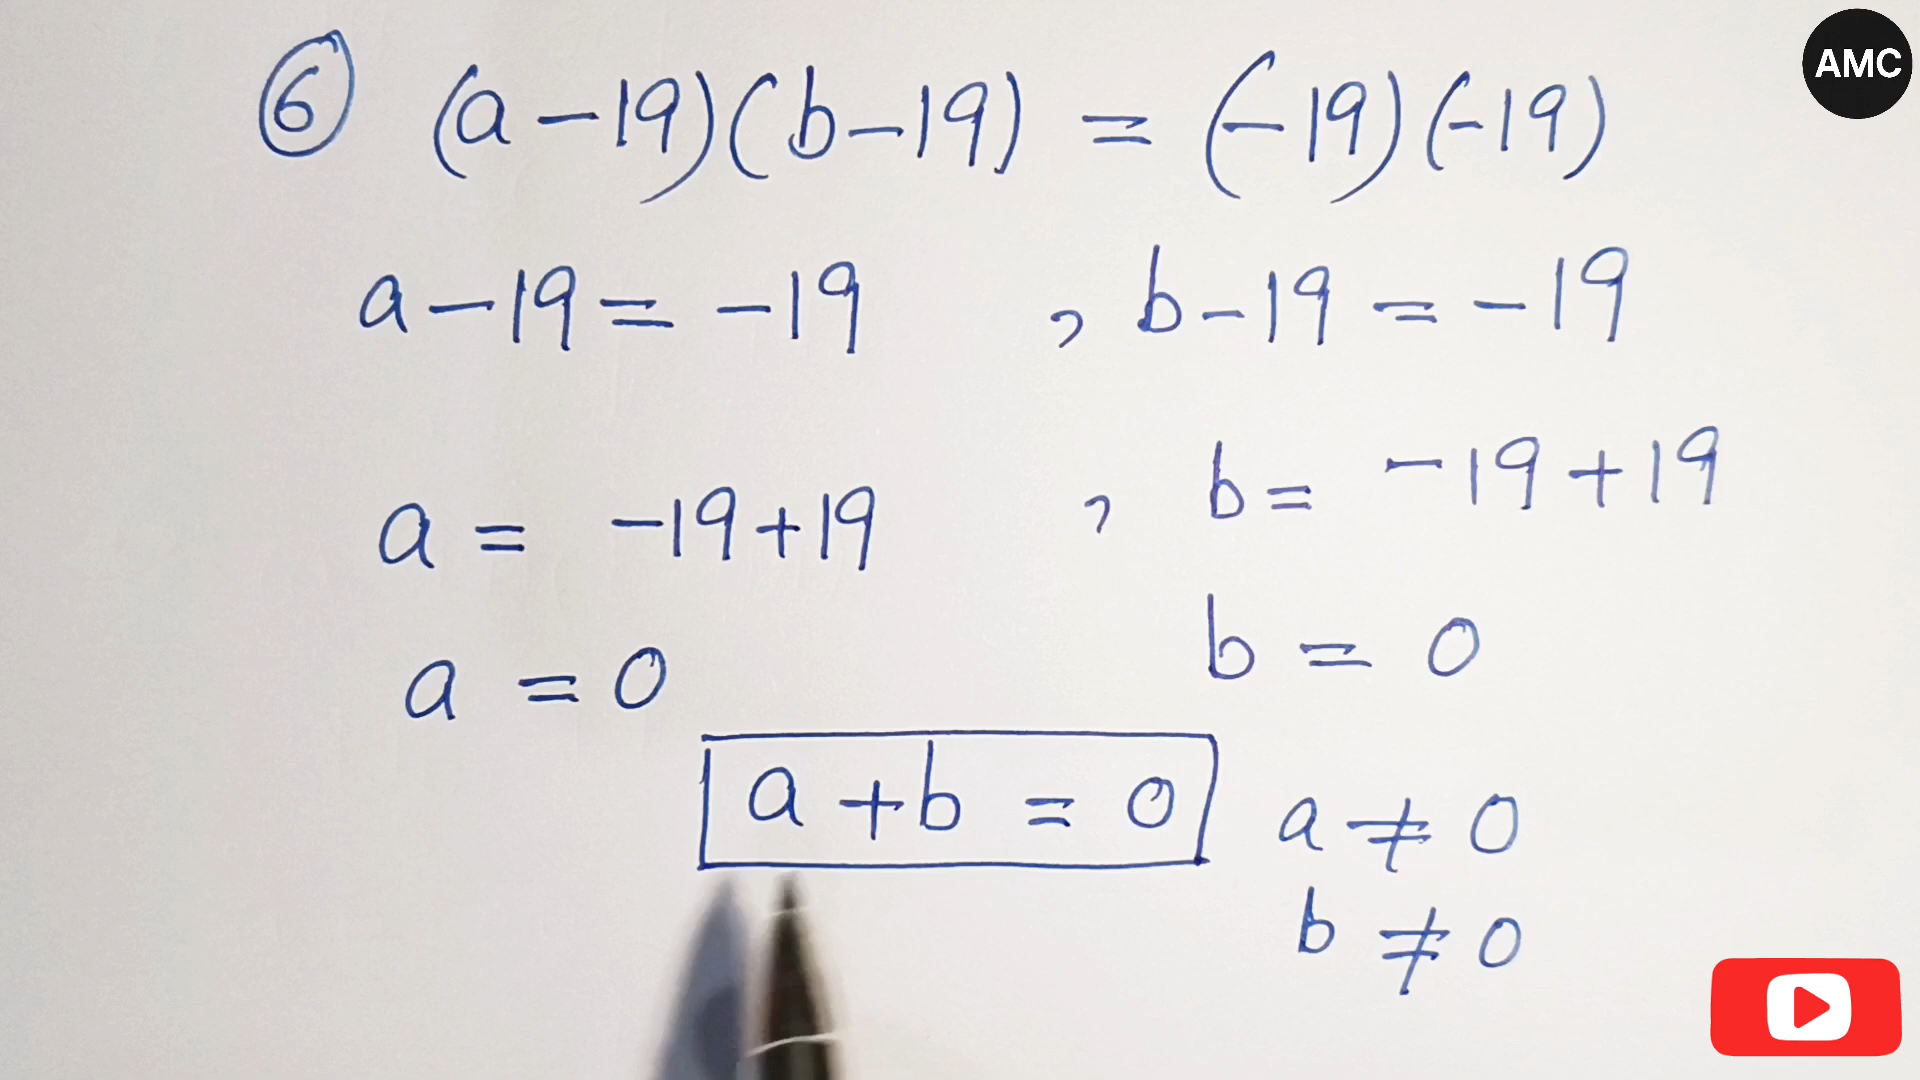 AMC
⑥ (a-19)(b-19) = (-19)(-19)
a-19 = -19 , b-19 = -19
a = -19+19 , b = -19+19
a = 0 b = 0
a+b = 0 a ≠ 0
b ≠ 0